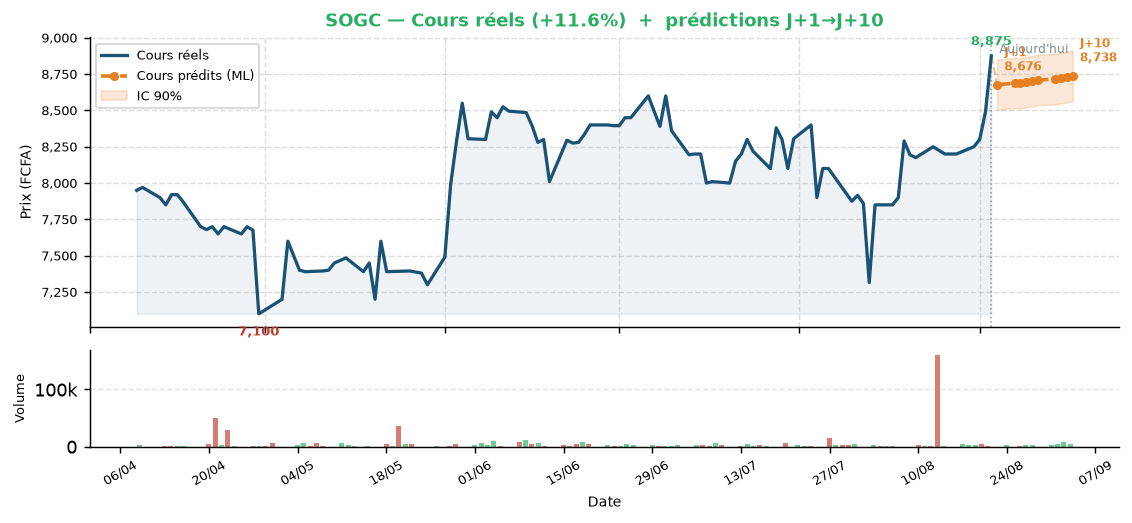 SOGC — Cours réels (+11.6%)  +  prédictions J+1→J+10
Cours réels
Cours prédits (ML)
IC 90%
8,875
Aujourd'hui
J+1
8,676
J+10
8,738
7,100
Prix (FCFA)
9,000
8,750
8,500
8,250
8,000
7,750
7,500
7,250
Volume
100k
0
06/04
20/04
04/05
18/05
01/06
15/06
29/06
13/07
27/07
10/08
24/08
07/09
Date